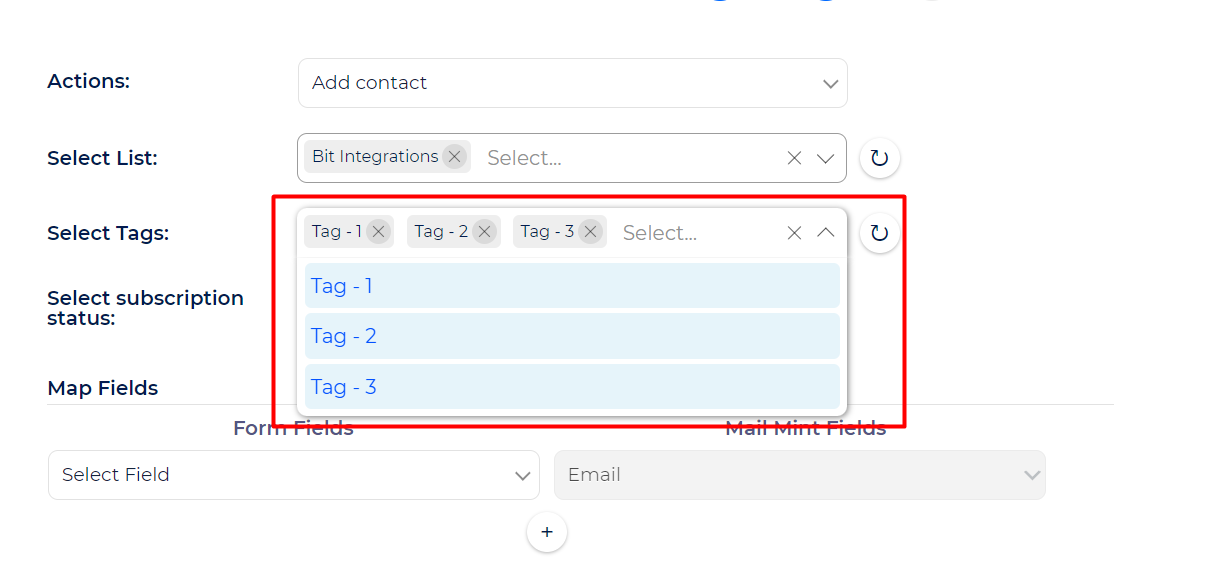 Actions:
Add contact
Select List:
Bit Integrations Select...
Select Tags:
Tag - 1 Tag - 2 Tag - 3 Select...
Tag - 1
Tag - 2
Tag - 3
Select subscription
status:
Map Fields
Form Fields Mail Mint Fields
Select Field Email
+